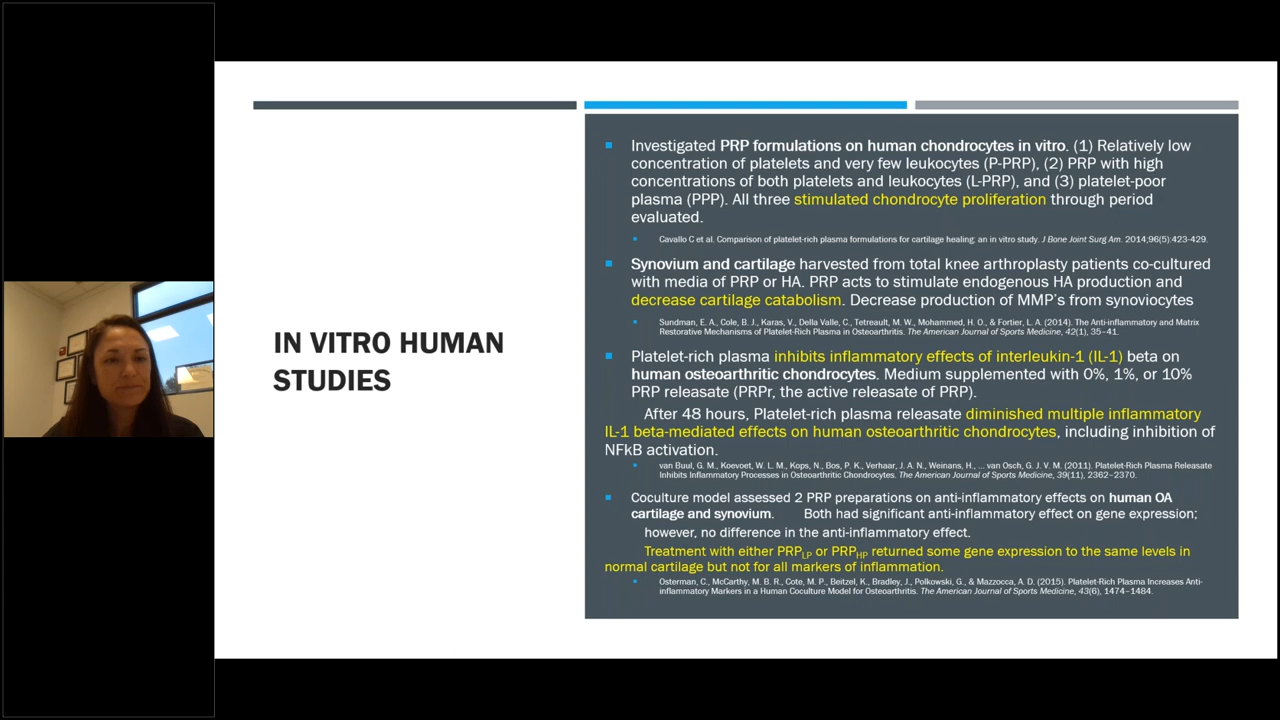 IN VITRO HUMAN
STUDIES
Investigated PRP formulations on human chondrocytes in vitro. (1) Relatively low
concentration of platelets and very few leukocytes (P-PRP), (2) PRP with high
concentrations of both platelets and leukocytes (L-PRP), and (3) platelet-poor
plasma (PPP). All three stimulated chondrocyte proliferation through period
evaluated.
Cavallo C et al. Comparison of platelet-rich plasma formulations for cartilage healing: an in vitro study. J Bone Joint Surg Am. 2014;96(5):423-429.
Synovium and cartilage harvested from total knee arthroplasty patients co-cultured
with media of PRP or HA. PRP acts to stimulate endogenous HA production and
decrease cartilage catabolism. Decrease production of MMP's from synoviocytes
Sundman, E. A., Cole, B. J., Karas, V., Della Valle, C., Tetreault, M. W., Mohammed, H. O., & Fortier, L. A. (2014). The Anti-inflammatory and Matrix
Restorative Mechanisms of Platelet-Rich Plasma in Osteoarthritis. The American Journal of Sports Medicine, 42(1), 35–41.
Platelet-rich plasma inhibits inflammatory effects of interleukin-1 (IL-1) beta on
human osteoarthritic chondrocytes. Medium supplemented with 0%, 1%, or 10%
PRP releasate (PRPr, the active releasate of PRP).
After 48 hours, Platelet-rich plasma releasate diminished multiple inflammatory
IL-1 beta-mediated effects on human osteoarthritic chondrocytes, including inhibition of
NFkB activation.
van Buul, G. M., Koevoet, W. L. M., Kops, N., Bos, P. K., Verhaar, J. A. N., Weinans, H., ... van Osch, G. J. V. M. (2011). Platelet-Rich Plasma Releasate
Inhibits Inflammatory Processes in Osteoarthritic Chondrocytes. The American Journal of Sports Medicine, 39(11), 2362–2370.
Coculture model assessed 2 PRP preparations on anti-inflammatory effects on human OA
cartilage and synovium. Both had significant anti-inflammatory effect on gene expression;
however, no difference in the anti-inflammatory effect.
Treatment with either PRPLP or PRPHP returned some gene expression to the same levels in
normal cartilage but not for all markers of inflammation.
Osterman, C., McCarthy, M. B. R., Cote, M. P., Beitzel, K., Bradley, J., Polkowski, G., & Mazzocca, A. D. (2015). Platelet-Rich Plasma Increases Anti-
inflammatory Markers in a Human Coculture Model for Osteoarthritis. The American Journal of Sports Medicine, 43(6), 1474–1484.